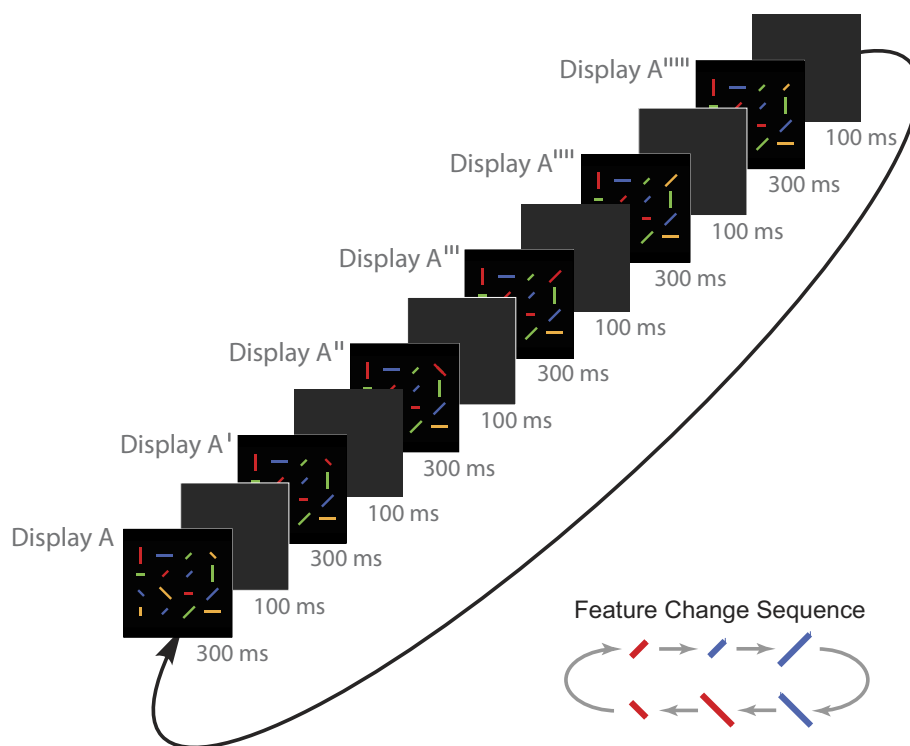 Display A'''''
100 ms
Display A''''
300 ms
100 ms
Display A'''
300 ms
100 ms
Display A''
300 ms
100 ms
Display A'
300 ms
100 ms
Display A
300 ms
100 ms
300 ms
Feature Change Sequence